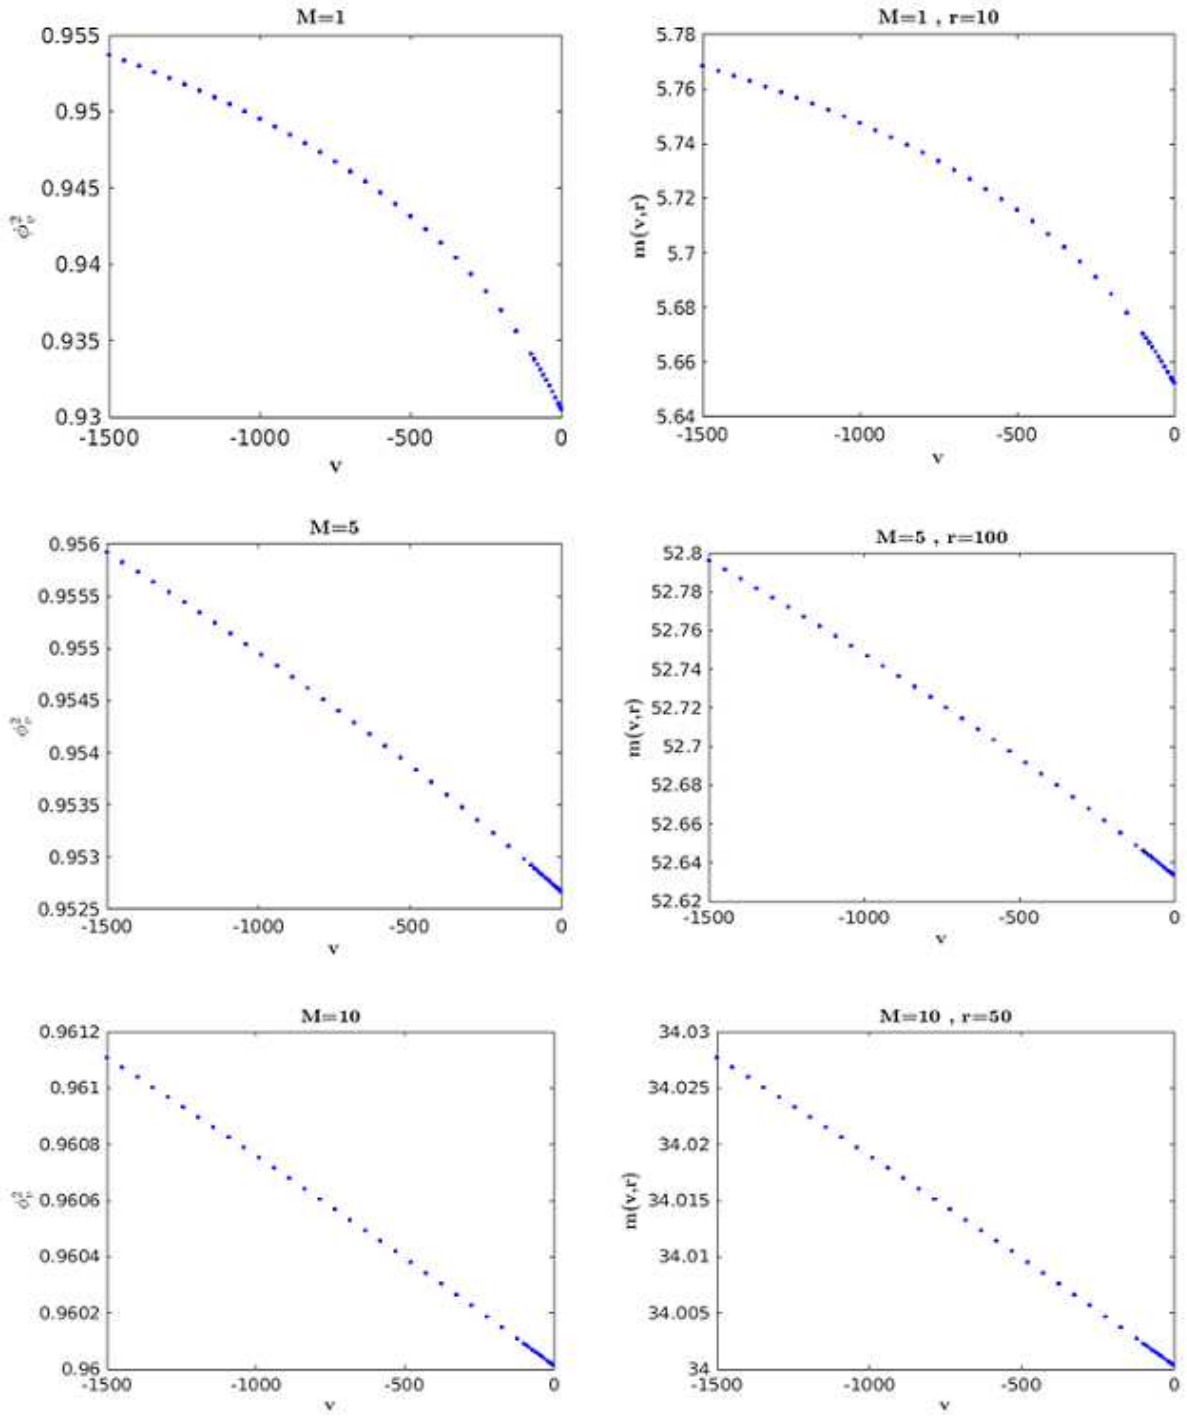 M=1
0.955
0.95
0.945
0.94
0.935
0.93
ϕ²ᵥ
-1500 -1000 -500 0
v
M=1 , r=10
5.78
5.76
5.74
5.72
5.7
5.68
5.66
5.64
m(v,r)
-1500 -1000 -500 0
v
M=5
0.956
0.9555
0.955
0.9545
0.954
0.9535
0.953
0.9525
ϕ²ᵥ
-1500 -1000 -500 0
v
M=5 , r=100
52.8
52.78
52.76
52.74
52.72
52.7
52.68
52.66
52.64
52.62
m(v,r)
-1500 -1000 -500 0
v
M=10
0.9612
0.961
0.9608
0.9606
0.9604
0.9602
0.96
ϕ²ᵥ
-1500 -1000 -500 0
v
M=10 , r=50
34.03
34.025
34.02
34.015
34.01
34.005
34
m(v,r)
-1500 -1000 -500 0
v